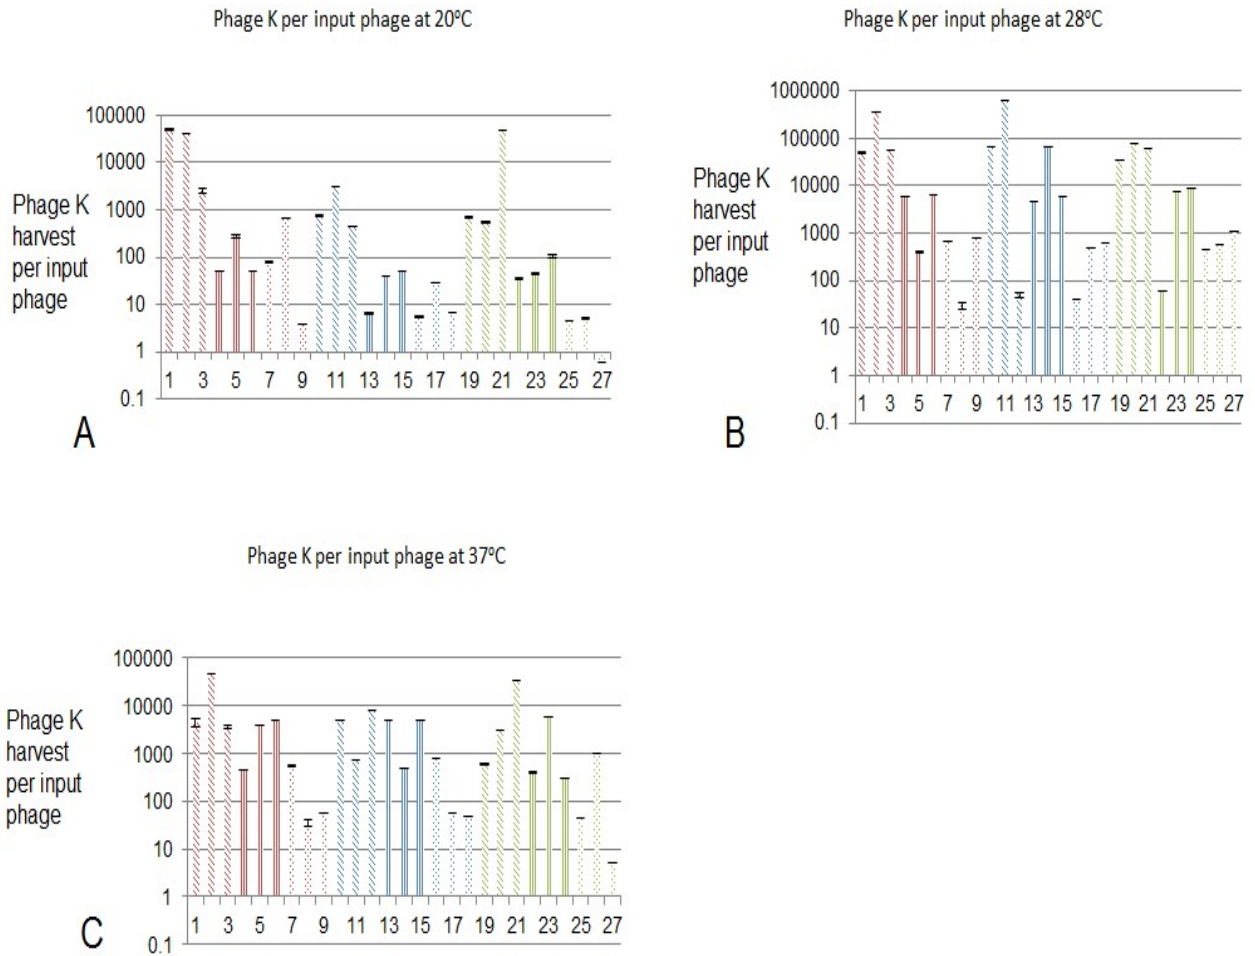 Phage K per input phage at 20ºC
100000
10000
1000
100
10
1
0.1
Phage K
harvest
per input
phage
1 3 5 7 9 11 13 15 17 19 21 23 25 27
A
Phage K per input phage at 28ºC
1000000
100000
10000
1000
100
10
1
0.1
Phage K
harvest
per input
phage
1 3 5 7 9 11 13 15 17 19 21 23 25 27
B
Phage K per input phage at 37ºC
100000
10000
1000
100
10
1
0.1
Phage K
harvest
per input
phage
1 3 5 7 9 11 13 15 17 19 21 23 25 27
C